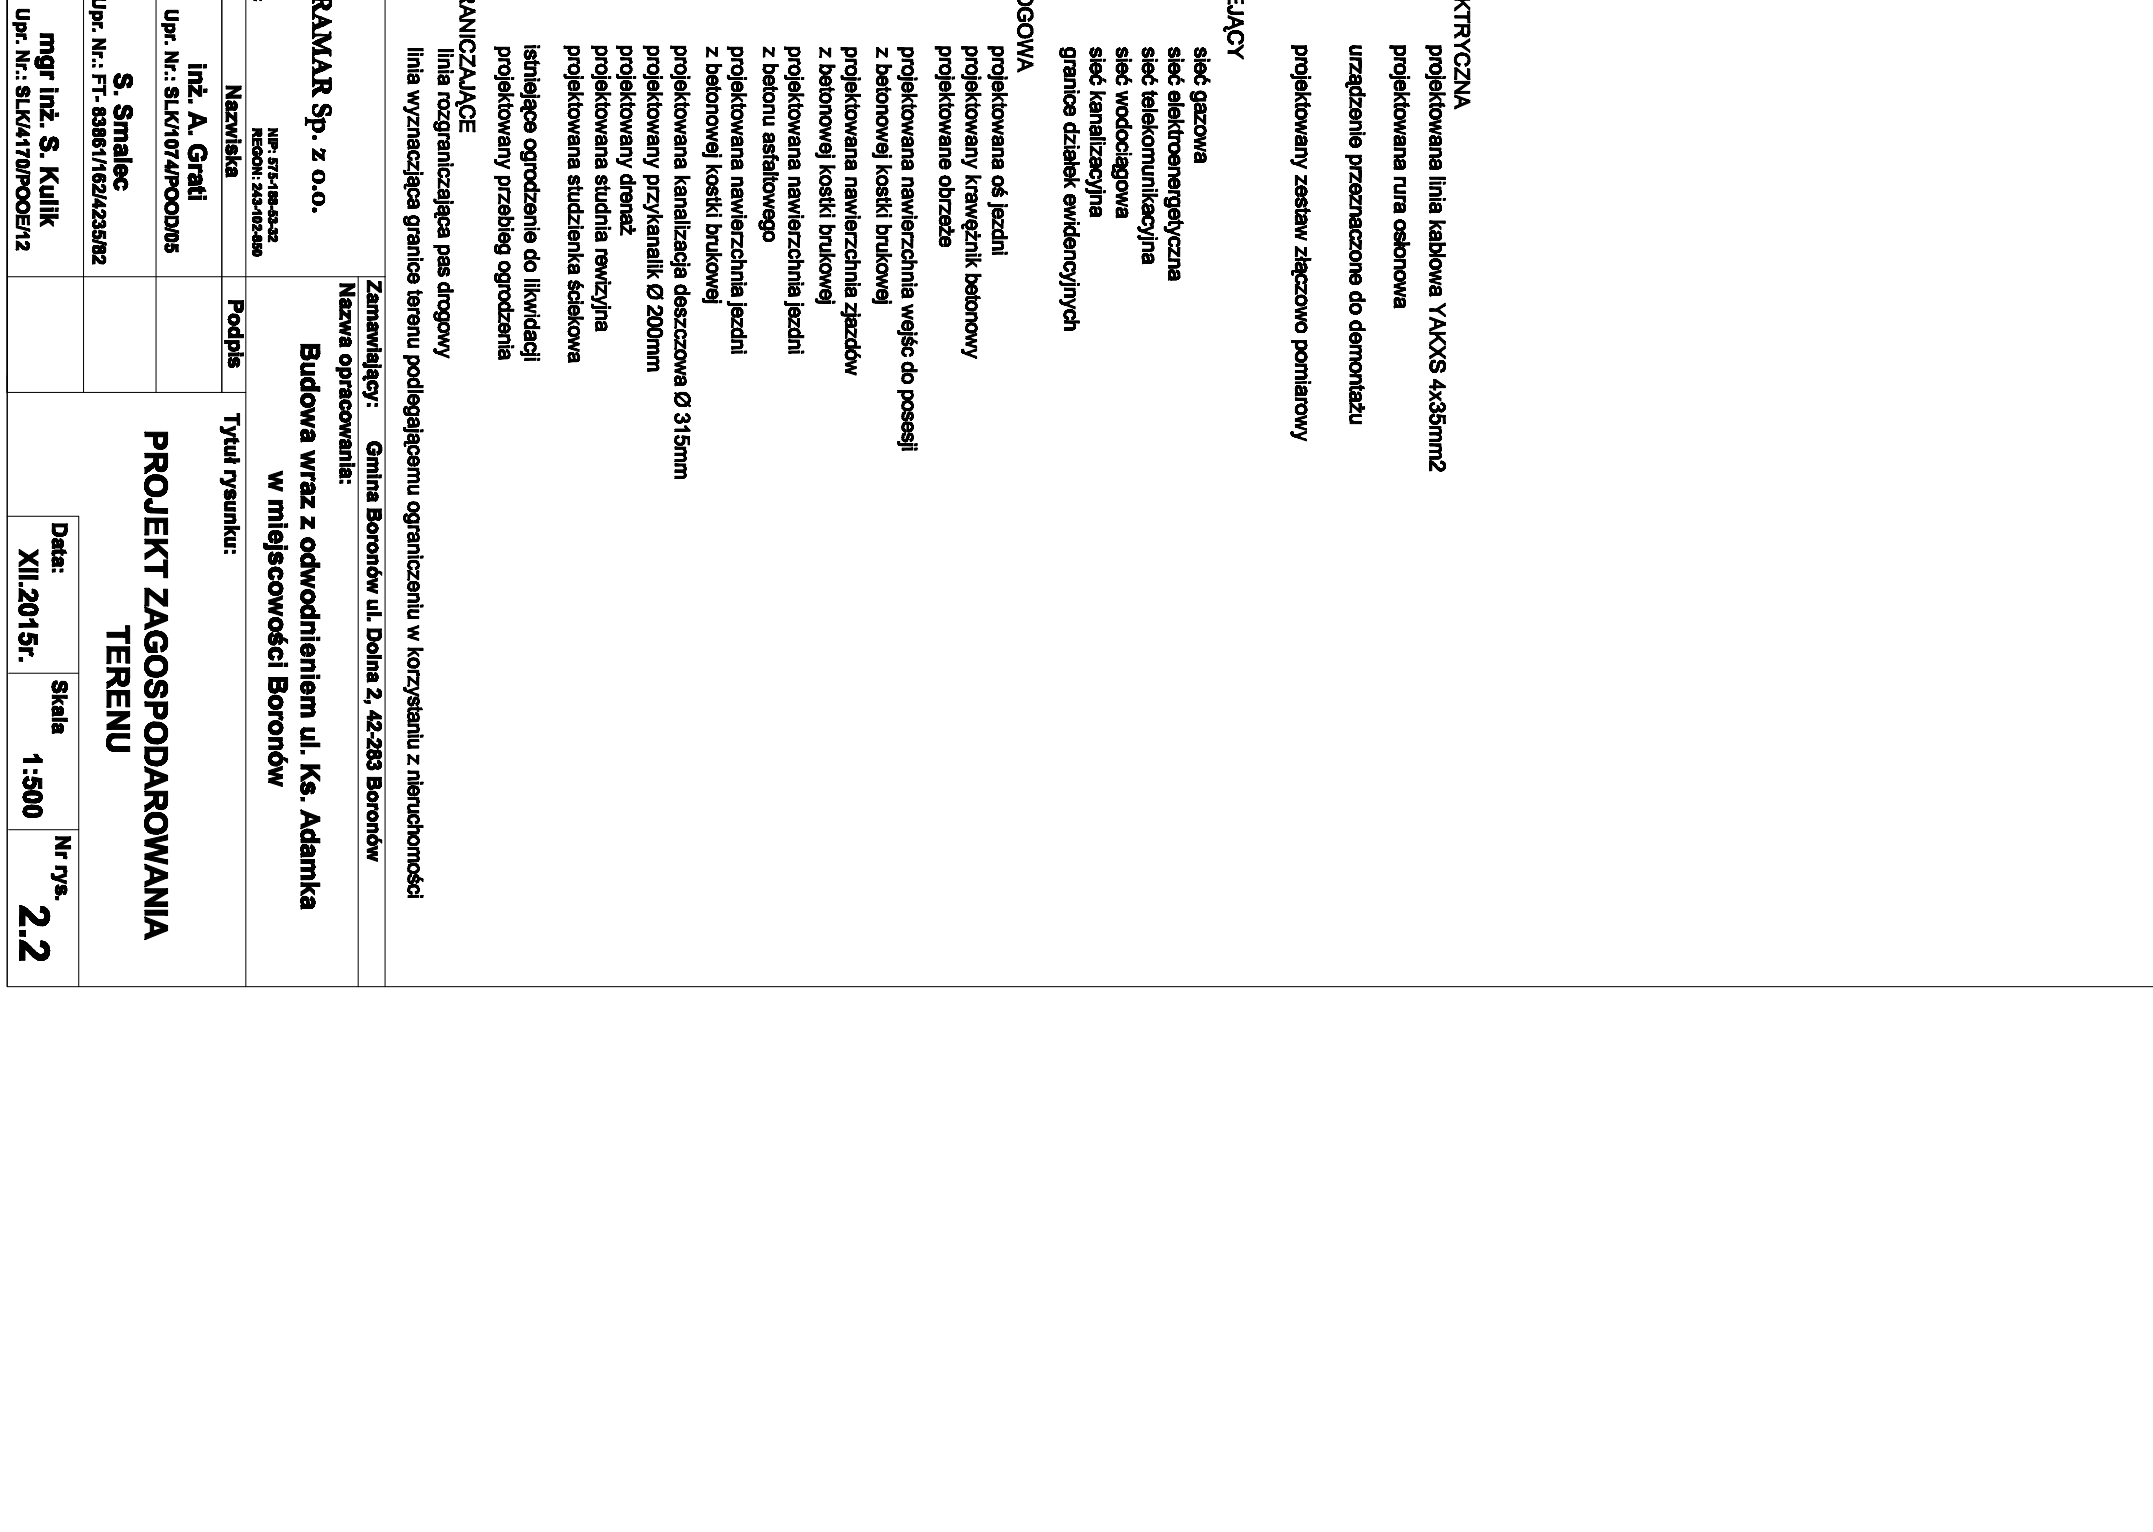 KTRYCZNA
projektowana linia kablowa YAKXS 4x35mm2
projektowana rura osłonowa
urządzenie przeznaczone do demontażu
projektowany zestaw złączowo pomiarowy
EJĄCY
sieć gazowa
sieć elektroenergetyczna
sieć telekomunikacyjna
sieć wodociągowa
sieć kanalizacyjna
granice działek ewidencyjnych
OGOWA
projektowana oś jezdni
projektowany krawężnik betonowy
projektowane obrzeże
projektowana nawierzchnia wejśc do posesji
z betonowej kostki brukowej
projektowana nawierzchnia zjazdów
z betonowej kostki brukowej
projektowana nawierzchnia jezdni
z betonu asfaltowego
projektowana nawierzchnia jezdni
z betonowej kostki brukowej
projektowana kanalizacja deszczowa Ø 315mm
projektowany przykanalik Ø 200mm
projektowany drenaż
projektowana studnia rewizyjna
projektowana studzienka ściekowa
istniejące ogrodzenie do likwidacji
projektowany przebieg ogrodzenia
RANICZAJĄCE
linia rozgraniczająca pas drogowy
linia wyznaczjąca granice terenu podlegającemu ograniczeniu w korzystaniu z nieruchomości
RAMAR Sp. z o.o.
NIP: 575-188-53-32
REGON: 243-102-850
Zamawiający: Gmina Boronów ul. Dolna 2, 42-283 Boronów
Nazwa opracowania:
Budowa wraz z odwodnieniem ul. Ks. Adamka
w miejscowości Boronów
Nazwiska
Podpis
Tytuł rysunku:
inż. A. Grati
Upr. Nr.: SLK/1074/POOD/05
S. Smalec
Upr. Nr.: FT- 83861/162/4235/82
mgr inż. S. Kulik
Upr. Nr.: SLK/4170/POOE/12
PROJEKT ZAGOSPODAROWANIA
TERENU
Data:
XII.2015r.
Skala
1:500
Nr rys.
2.2